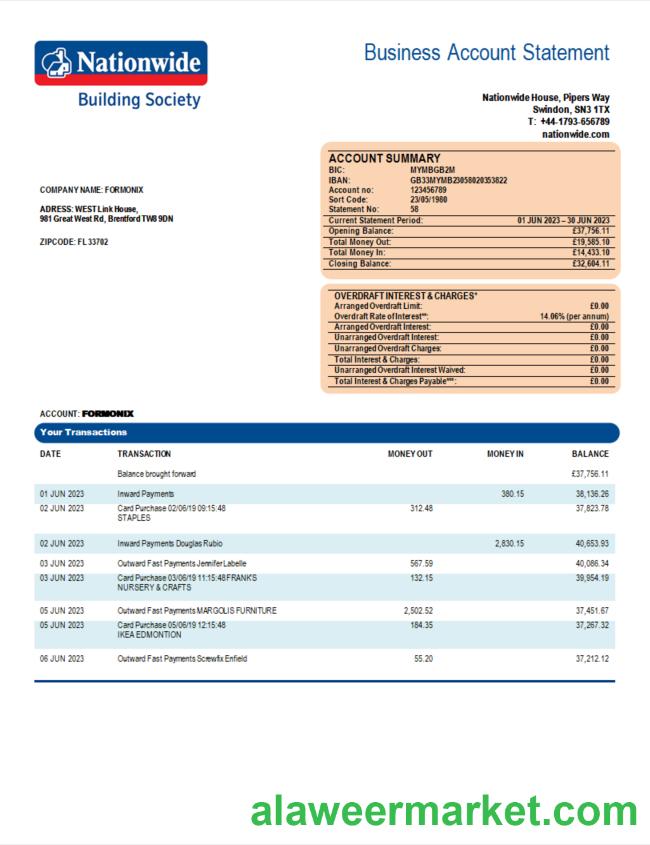 Nationwide
Building Society
Business Account Statement
Nationwide House, Pipers Way
Swindon, SN3 1TX
T: +44-1793-656789
nationwide.com
COMPANY NAME: FORMONIX
ADRESS: WEST Link House,
981 Great West Rd, Brentford TW8 9DN
ZIPCODE: FL 33702
ACCOUNT SUMMARY
BIC: MYMBGB2M
IBAN: GB33MYMB23058020353822
Account no: 123456789
Sort Code: 23/05/1980
Statement No: 58
Current Statement Period: 01 JUN 2023 – 30 JUN 2023
Opening Balance: £37,756.11
Total Money Out: £19,585.10
Total Money In: £14,433.10
Closing Balance: £32,604.11
OVERDRAFT INTEREST & CHARGES*
Arranged Overdraft Limit: £0.00
Overdraft Rate of Interest**: 14.06% (per annum)
Arranged Overdraft Interest: £0.00
Unarranged Overdraft Interest: £0.00
Unarranged Overdraft Charges: £0.00
Total Interest & Charges: £0.00
Unarranged Overdraft Interest Waived: £0.00
Total Interest & Charges Payable***: £0.00
ACCOUNT: FORMONIX
Your Transactions
DATE TRANSACTION MONEY OUT MONEY IN BALANCE
Balance brought forward £37,756.11
01 JUN 2023 Inward Payments 380.15 38,136.26
02 JUN 2023 Card Purchase 02/06/19 09:15:48 312.48 37,823.78
STAPLES
02 JUN 2023 Inward Payments Douglas Rubio 2,830.15 40,653.93
03 JUN 2023 Outward Fast Payments Jennifer Labelle 567.59 40,086.34
03 JUN 2023 Card Purchase 03/06/19 11:15:48 FRANK'S 132.15 39,954.19
NURSERY & CRAFTS
05 JUN 2023 Outward Fast Payments MARGOLIS FURNITURE 2,502.52 37,451.67
05 JUN 2023 Card Purchase 05/06/19 12:15:48 184.35 37,267.32
IKEA EDMONTION
06 JUN 2023 Outward Fast Payments Screwfix Enfield 55.20 37,212.12
alaweermarket.com